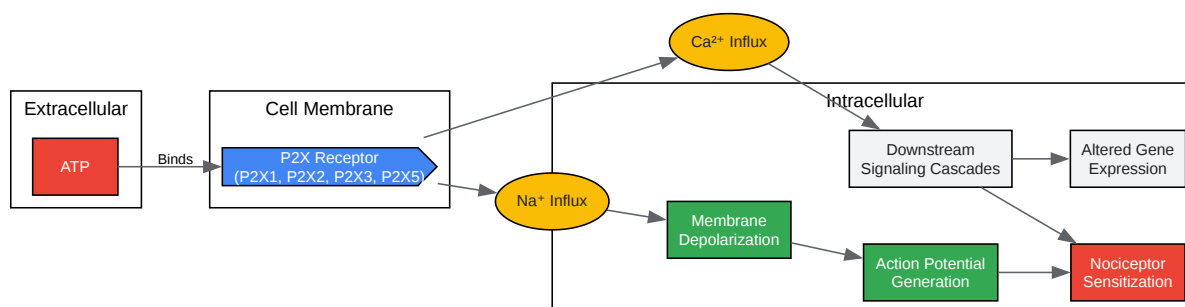 Extracellular
ATP
Binds
Cell Membrane
P2X Receptor
(P2X1, P2X2, P2X3, P2X5)
Ca²⁺ Influx
Na⁺ Influx
Intracellular
Downstream
Signaling Cascades
Altered Gene
Expression
Membrane
Depolarization
Action Potential
Generation
Nociceptor
Sensitization